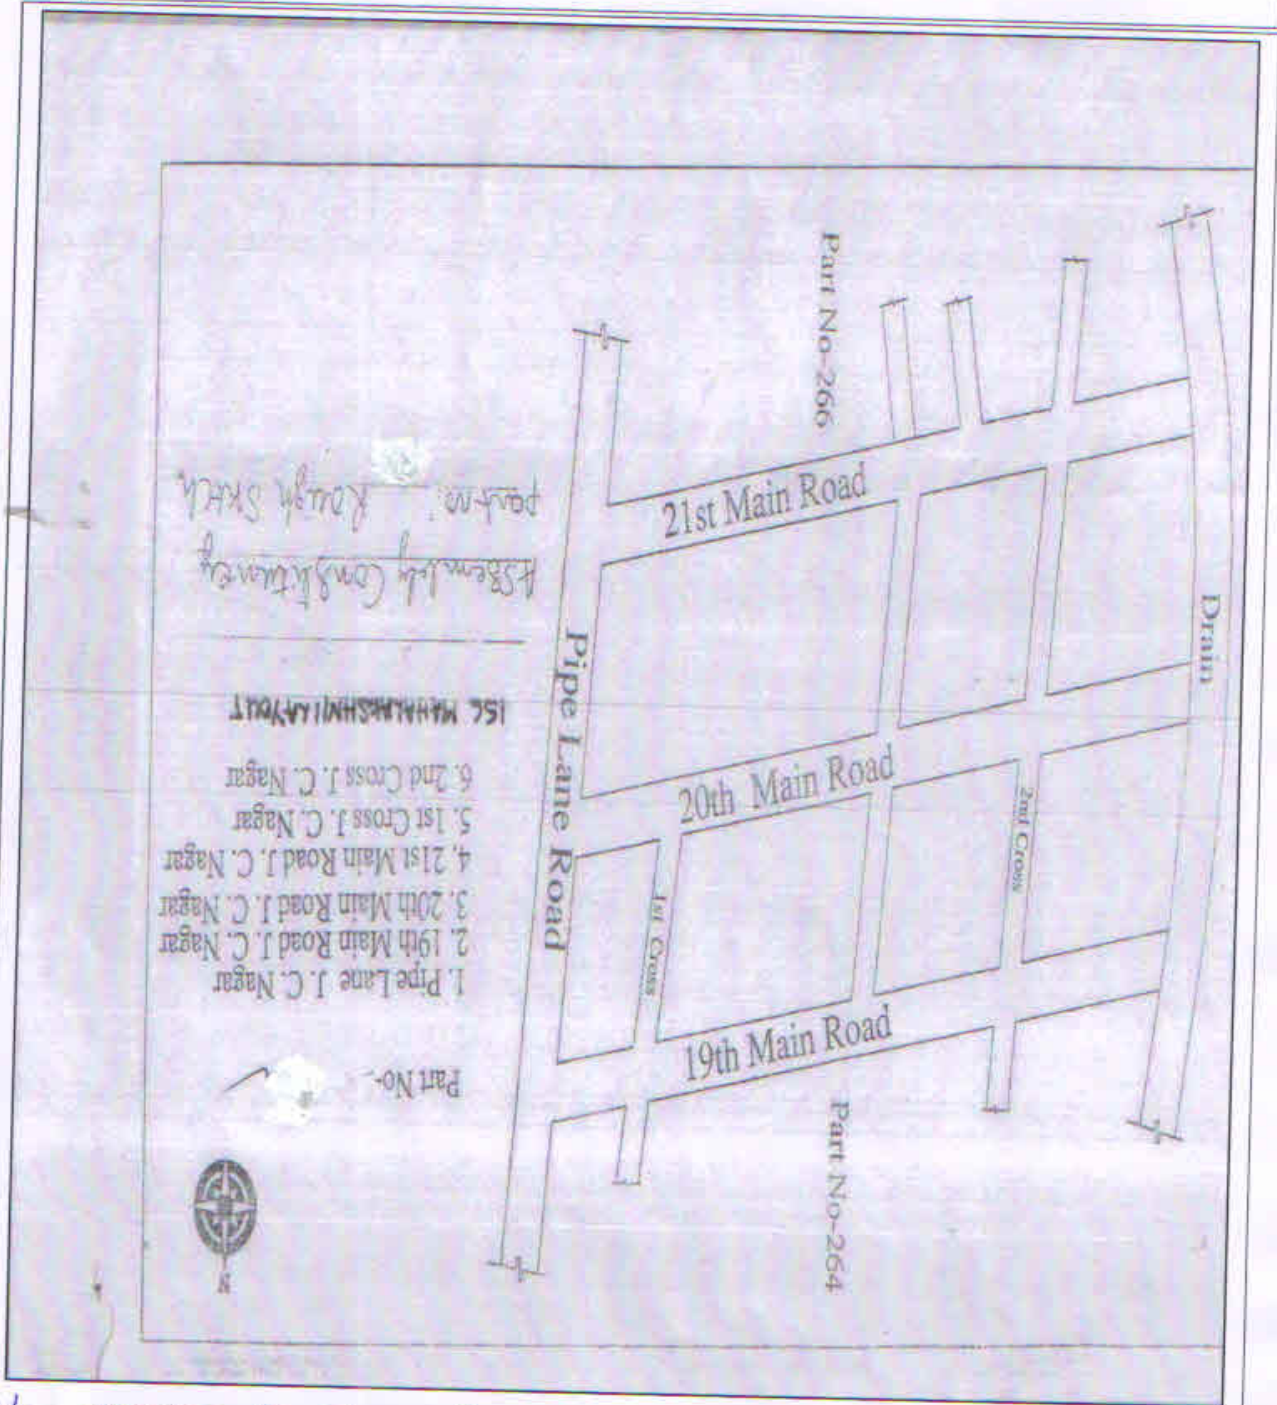 Part No-266
21st Main Road
Drain
Pipe Lane Road
20th Main Road
2nd Cross
1st Cross
19th Main Road
Part No-264
N
Part No-
1. Pipe Lane J. C. Nagar
2. 19th Main Road J. C. Nagar
3. 20th Main Road J. C. Nagar
4. 21st Main Road J. C. Nagar
5. 1st Cross J. C. Nagar
6. 2nd Cross J. C. Nagar
156 MAHALAKSHMI LAYOUT
Assembly Constituency
part no: Rough Sketch